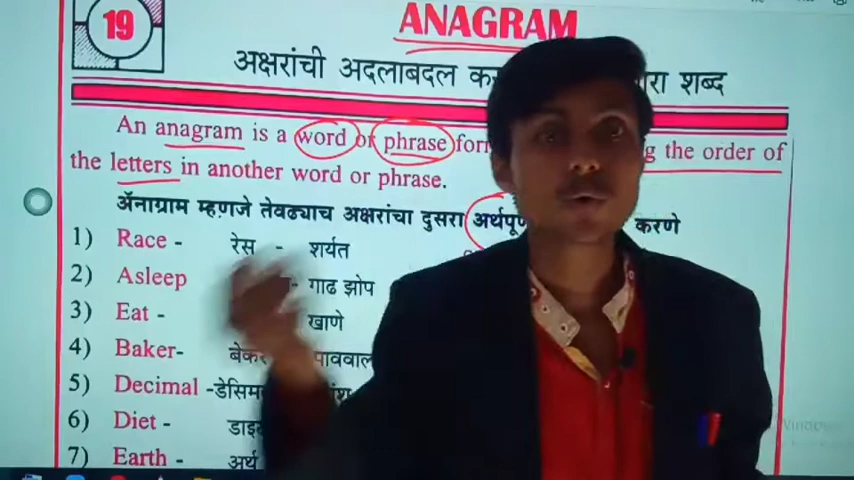 19
ANAGRAM
अक्षरांची अदलाबदल शब्द
An anagram is a word or phrase the order of
the letters in another word or phrase.
ॲनाग्राम म्हणजे तेवढ्याच अक्षरांचा दुसरा करणे
1) Race - रेस - शर्यत
2) Asleep - गाढ झोप
3) Eat - खाणे
4) Baker-
5) Decimal -
6) Diet -
7) Earth - अर्थ